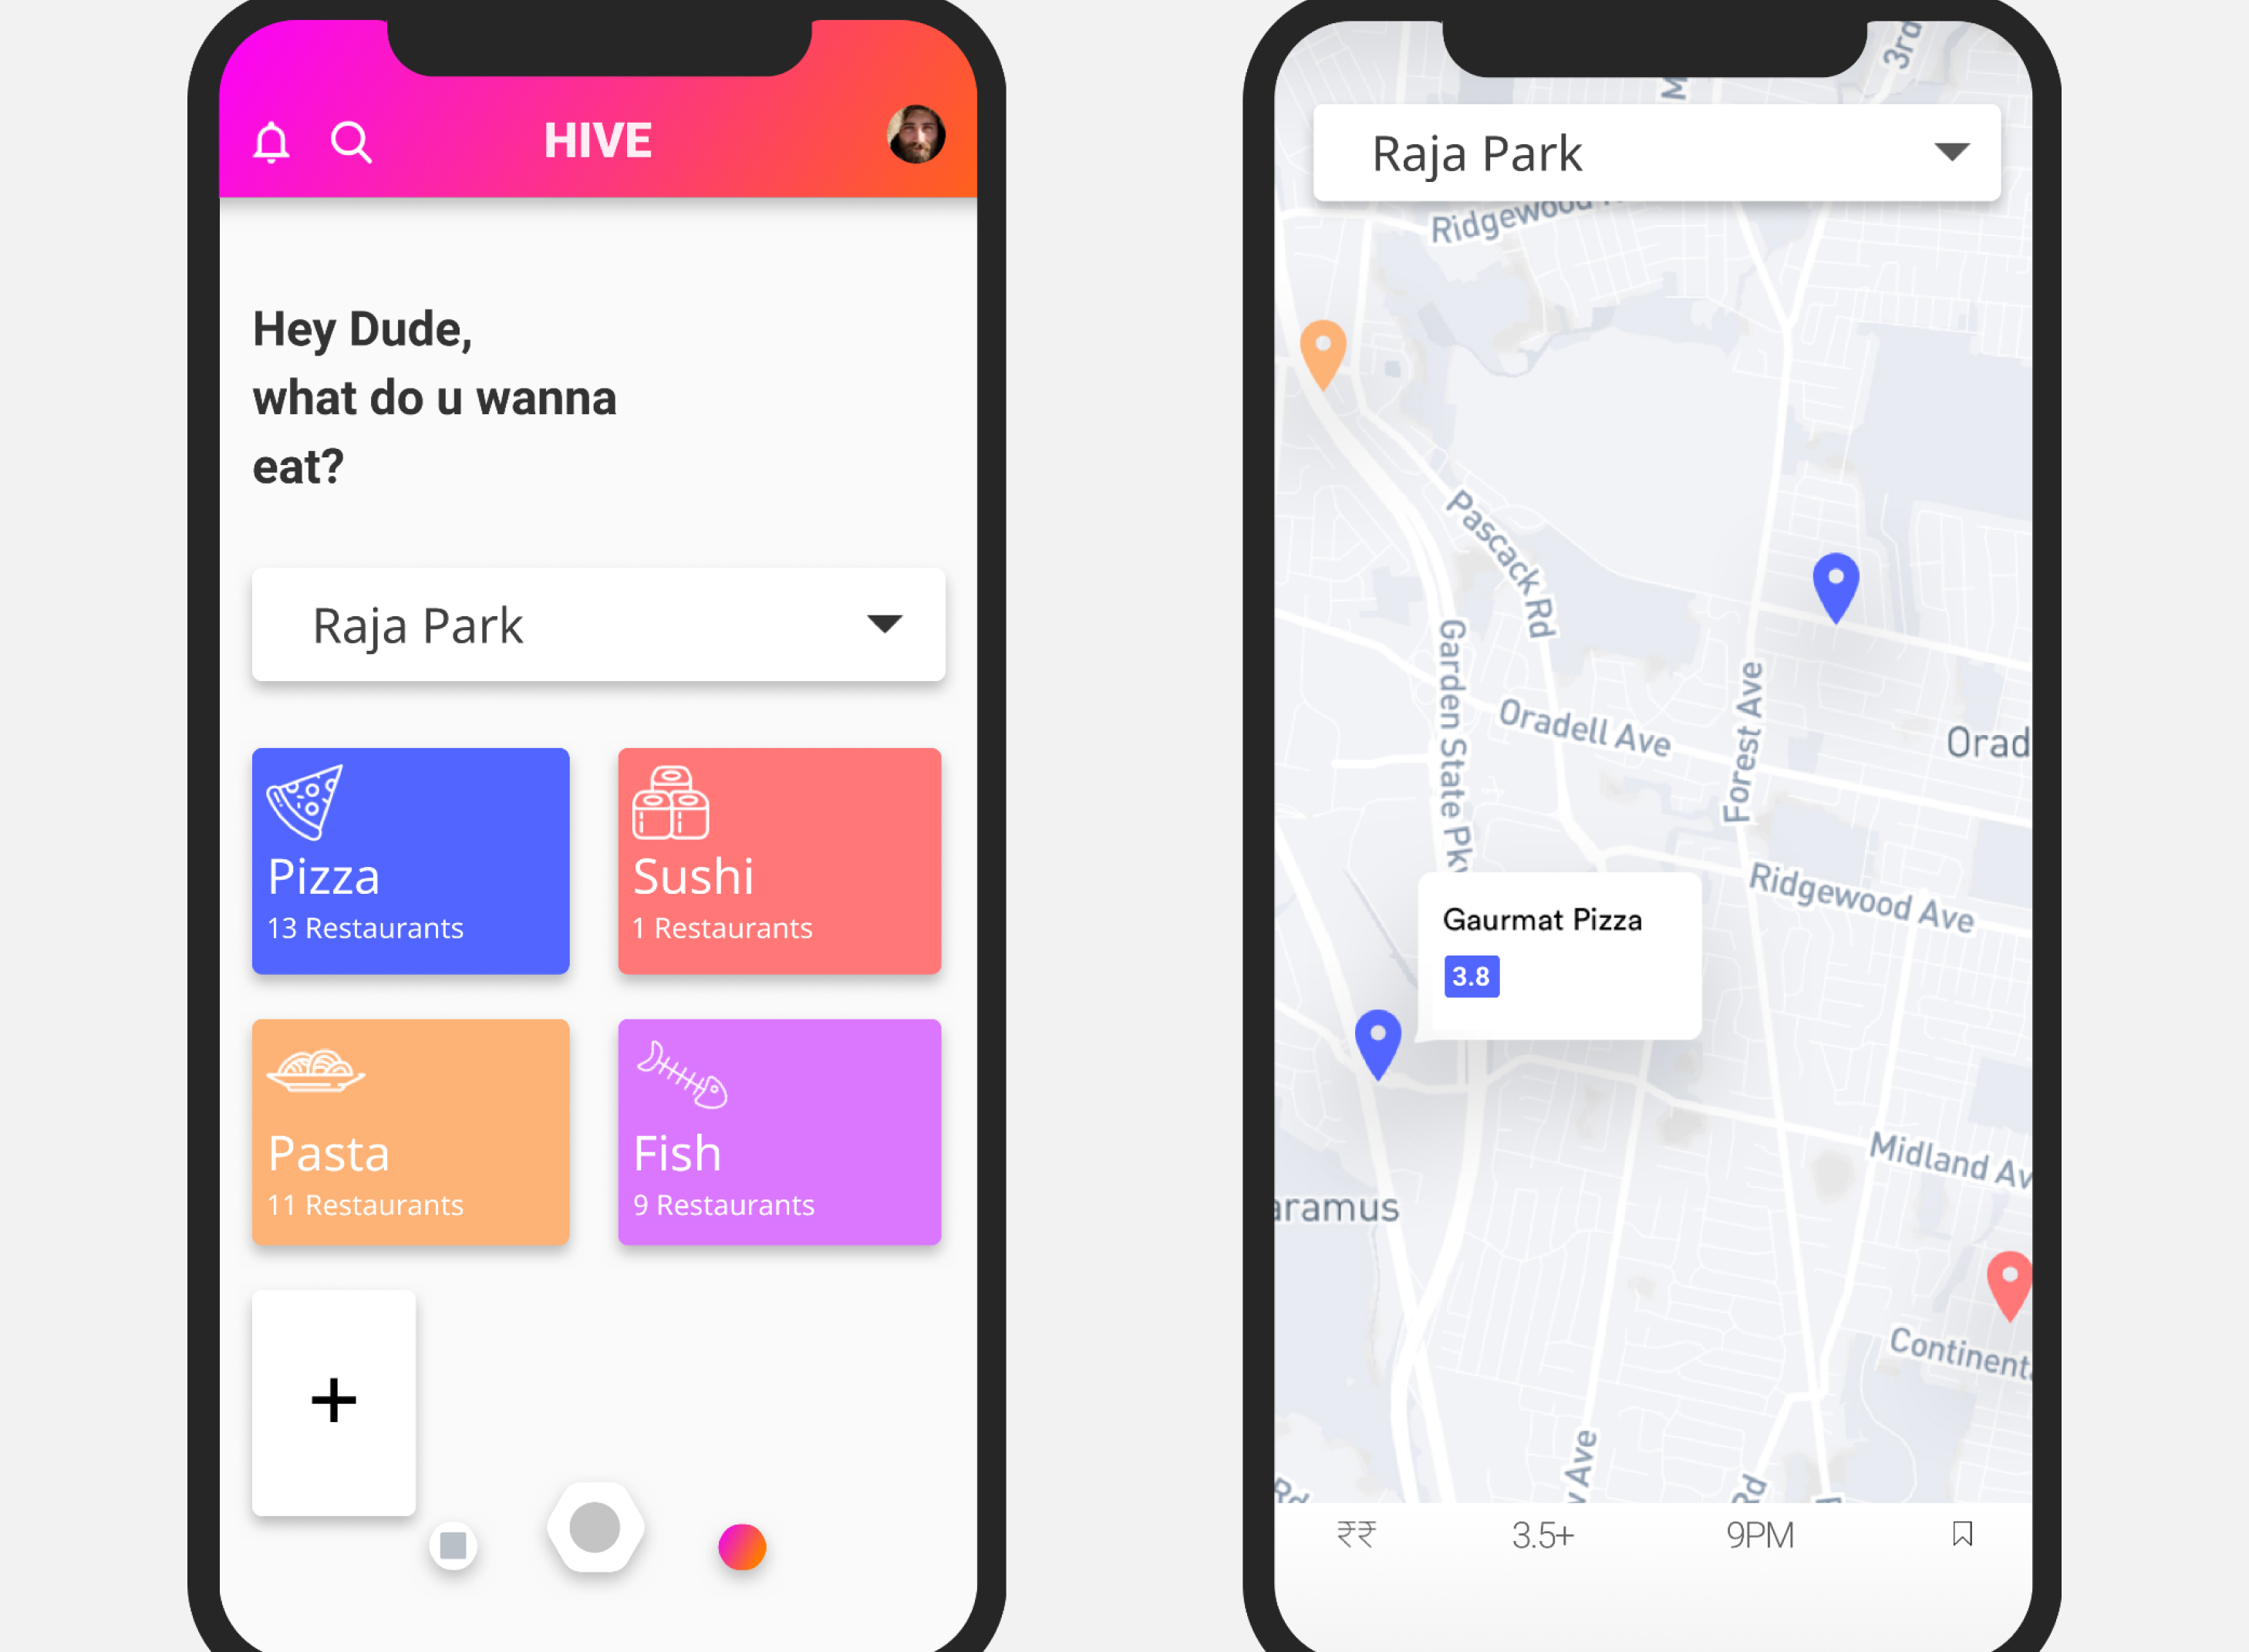 HIVE
Hey Dude,
what do u wanna
eat?
Raja Park
Pizza
13 Restaurants
Sushi
1 Restaurants
Pasta
11 Restaurants
Fish
9 Restaurants
+
3rd
Raja Park
Ridgewood
Pascack Rd
Garden State Pkw
Oradell Ave
Forest Ave
Orad
Ridgewood Ave
Gaurmat Pizza
3.8
Midland Av
aramus
Continent
Ave
Rd
Rd
₹₹
3.5+
9PM